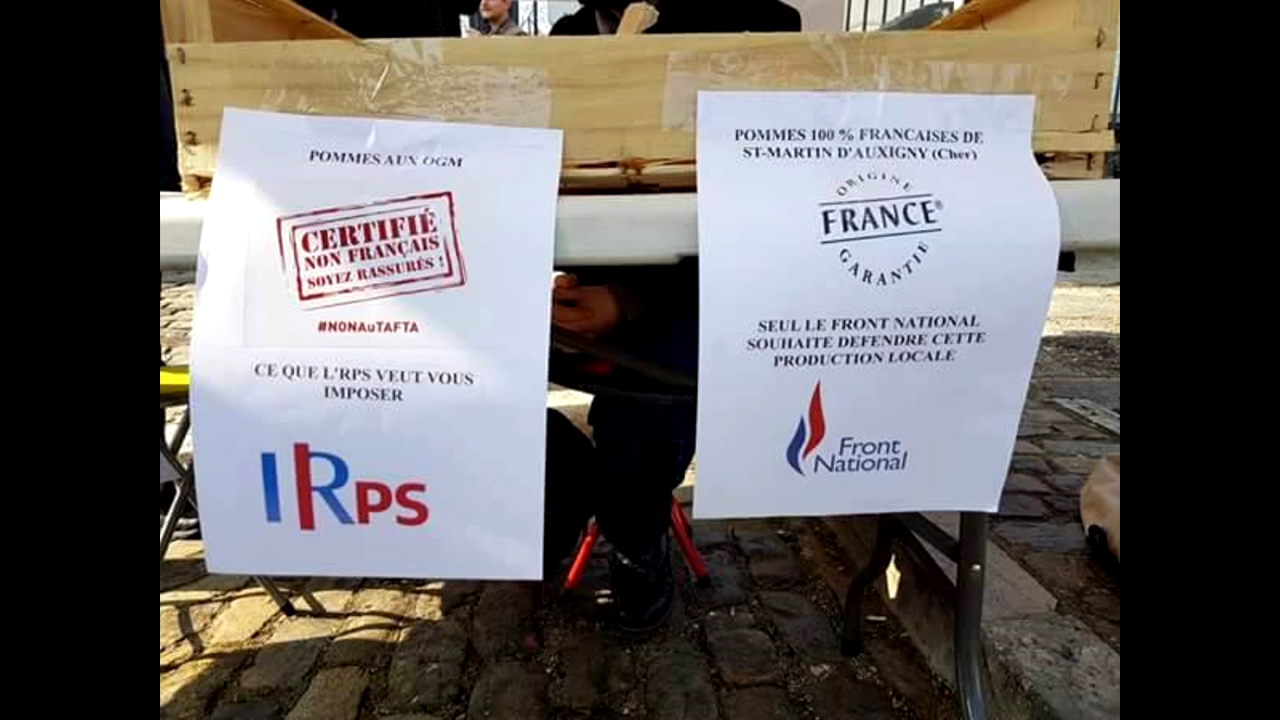 POMMES AUX OGM
CERTIFIÉ
NON FRANÇAIS
SOYEZ RASSURÉS !
#NONAuTAFTA
CE QUE L'RPS VEUT VOUS
IMPOSER
lRPS
POMMES 100 % FRANCAISES DE
ST-MARTIN D'AUXIGNY (Cher)
ORIGINE
FRANCE®
GARANTIE
SEUL LE FRONT NATIONAL
SOUHAITE DEFENDRE CETTE
PRODUCTION LOCALE
Front
National